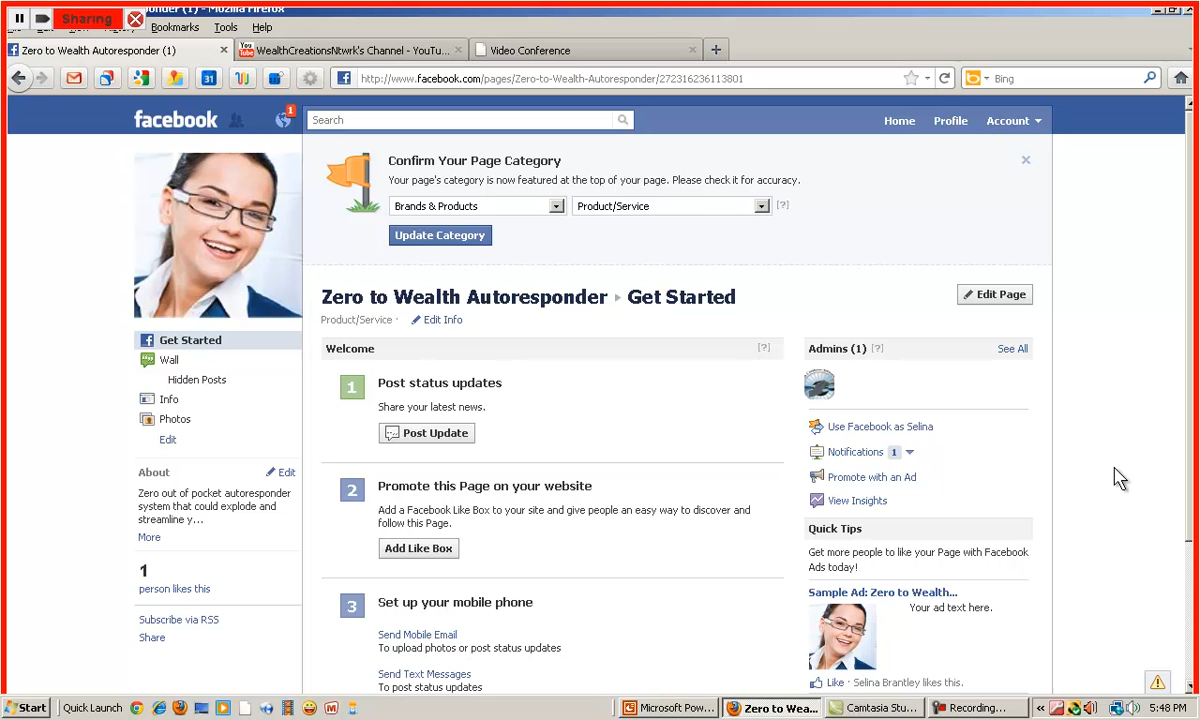 Sharing
onder (1) - Mozilla Firefox
Bookmarks Tools Help
Zero to Wealth Autoresponder (1) WealthCreationsNtwrk's Channel - YouTu... Video Conference
http://www.facebook.com/pages/Zero-to-Wealth-Autoresponder/272316236113801 Bing
facebook 1 Search Home Profile Account
Confirm Your Page Category
Your page's category is now featured at the top of your page. Please check it for accuracy.
Brands & Products Product/Service [?]
Update Category
Zero to Wealth Autoresponder ▸ Get Started Edit Page
Product/Service · Edit Info
Get Started
Wall
Hidden Posts
Info
Photos
Edit
About Edit
Zero out of pocket autoresponder
system that could explode and
streamline y...
More
1
person likes this
Subscribe via RSS
Share
Welcome [?]
1 Post status updates
Share your latest news.
Post Update
2 Promote this Page on your website
Add a Facebook Like Box to your site and give people an easy way to discover and
follow this Page.
Add Like Box
3 Set up your mobile phone
Send Mobile Email
To upload photos or post status updates
Send Text Messages
To post status updates
Admins (1) [?] See All
Use Facebook as Selina
Notifications 1
Promote with an Ad
View Insights
Quick Tips
Get more people to like your Page with Facebook
Ads today!
Sample Ad: Zero to Wealth...
Your ad text here.
Like · Selina Brantley likes this.
Start Quick Launch Microsoft Pow... Zero to Wea... Camtasia Stu... Recording... 5:48 PM